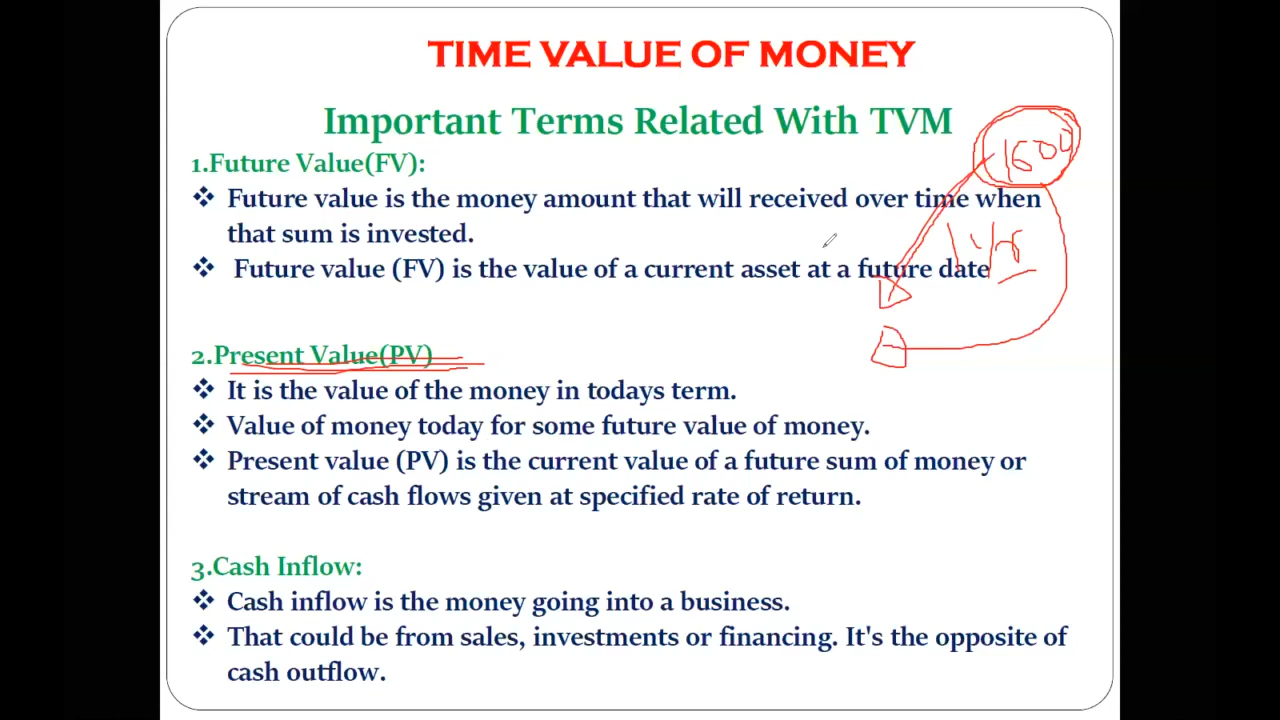 TIME VALUE OF MONEY
Important Terms Related With TVM
1.Future Value(FV):
❖ Future value is the money amount that will received over time when
that sum is invested.
❖ Future value (FV) is the value of a current asset at a future date
2.Present Value(PV)
❖ It is the value of the money in todays term.
❖ Value of money today for some future value of money.
❖ Present value (PV) is the current value of a future sum of money or
stream of cash flows given at specified rate of return.
3.Cash Inflow:
❖ Cash inflow is the money going into a business.
❖ That could be from sales, investments or financing. It's the opposite of
cash outflow.